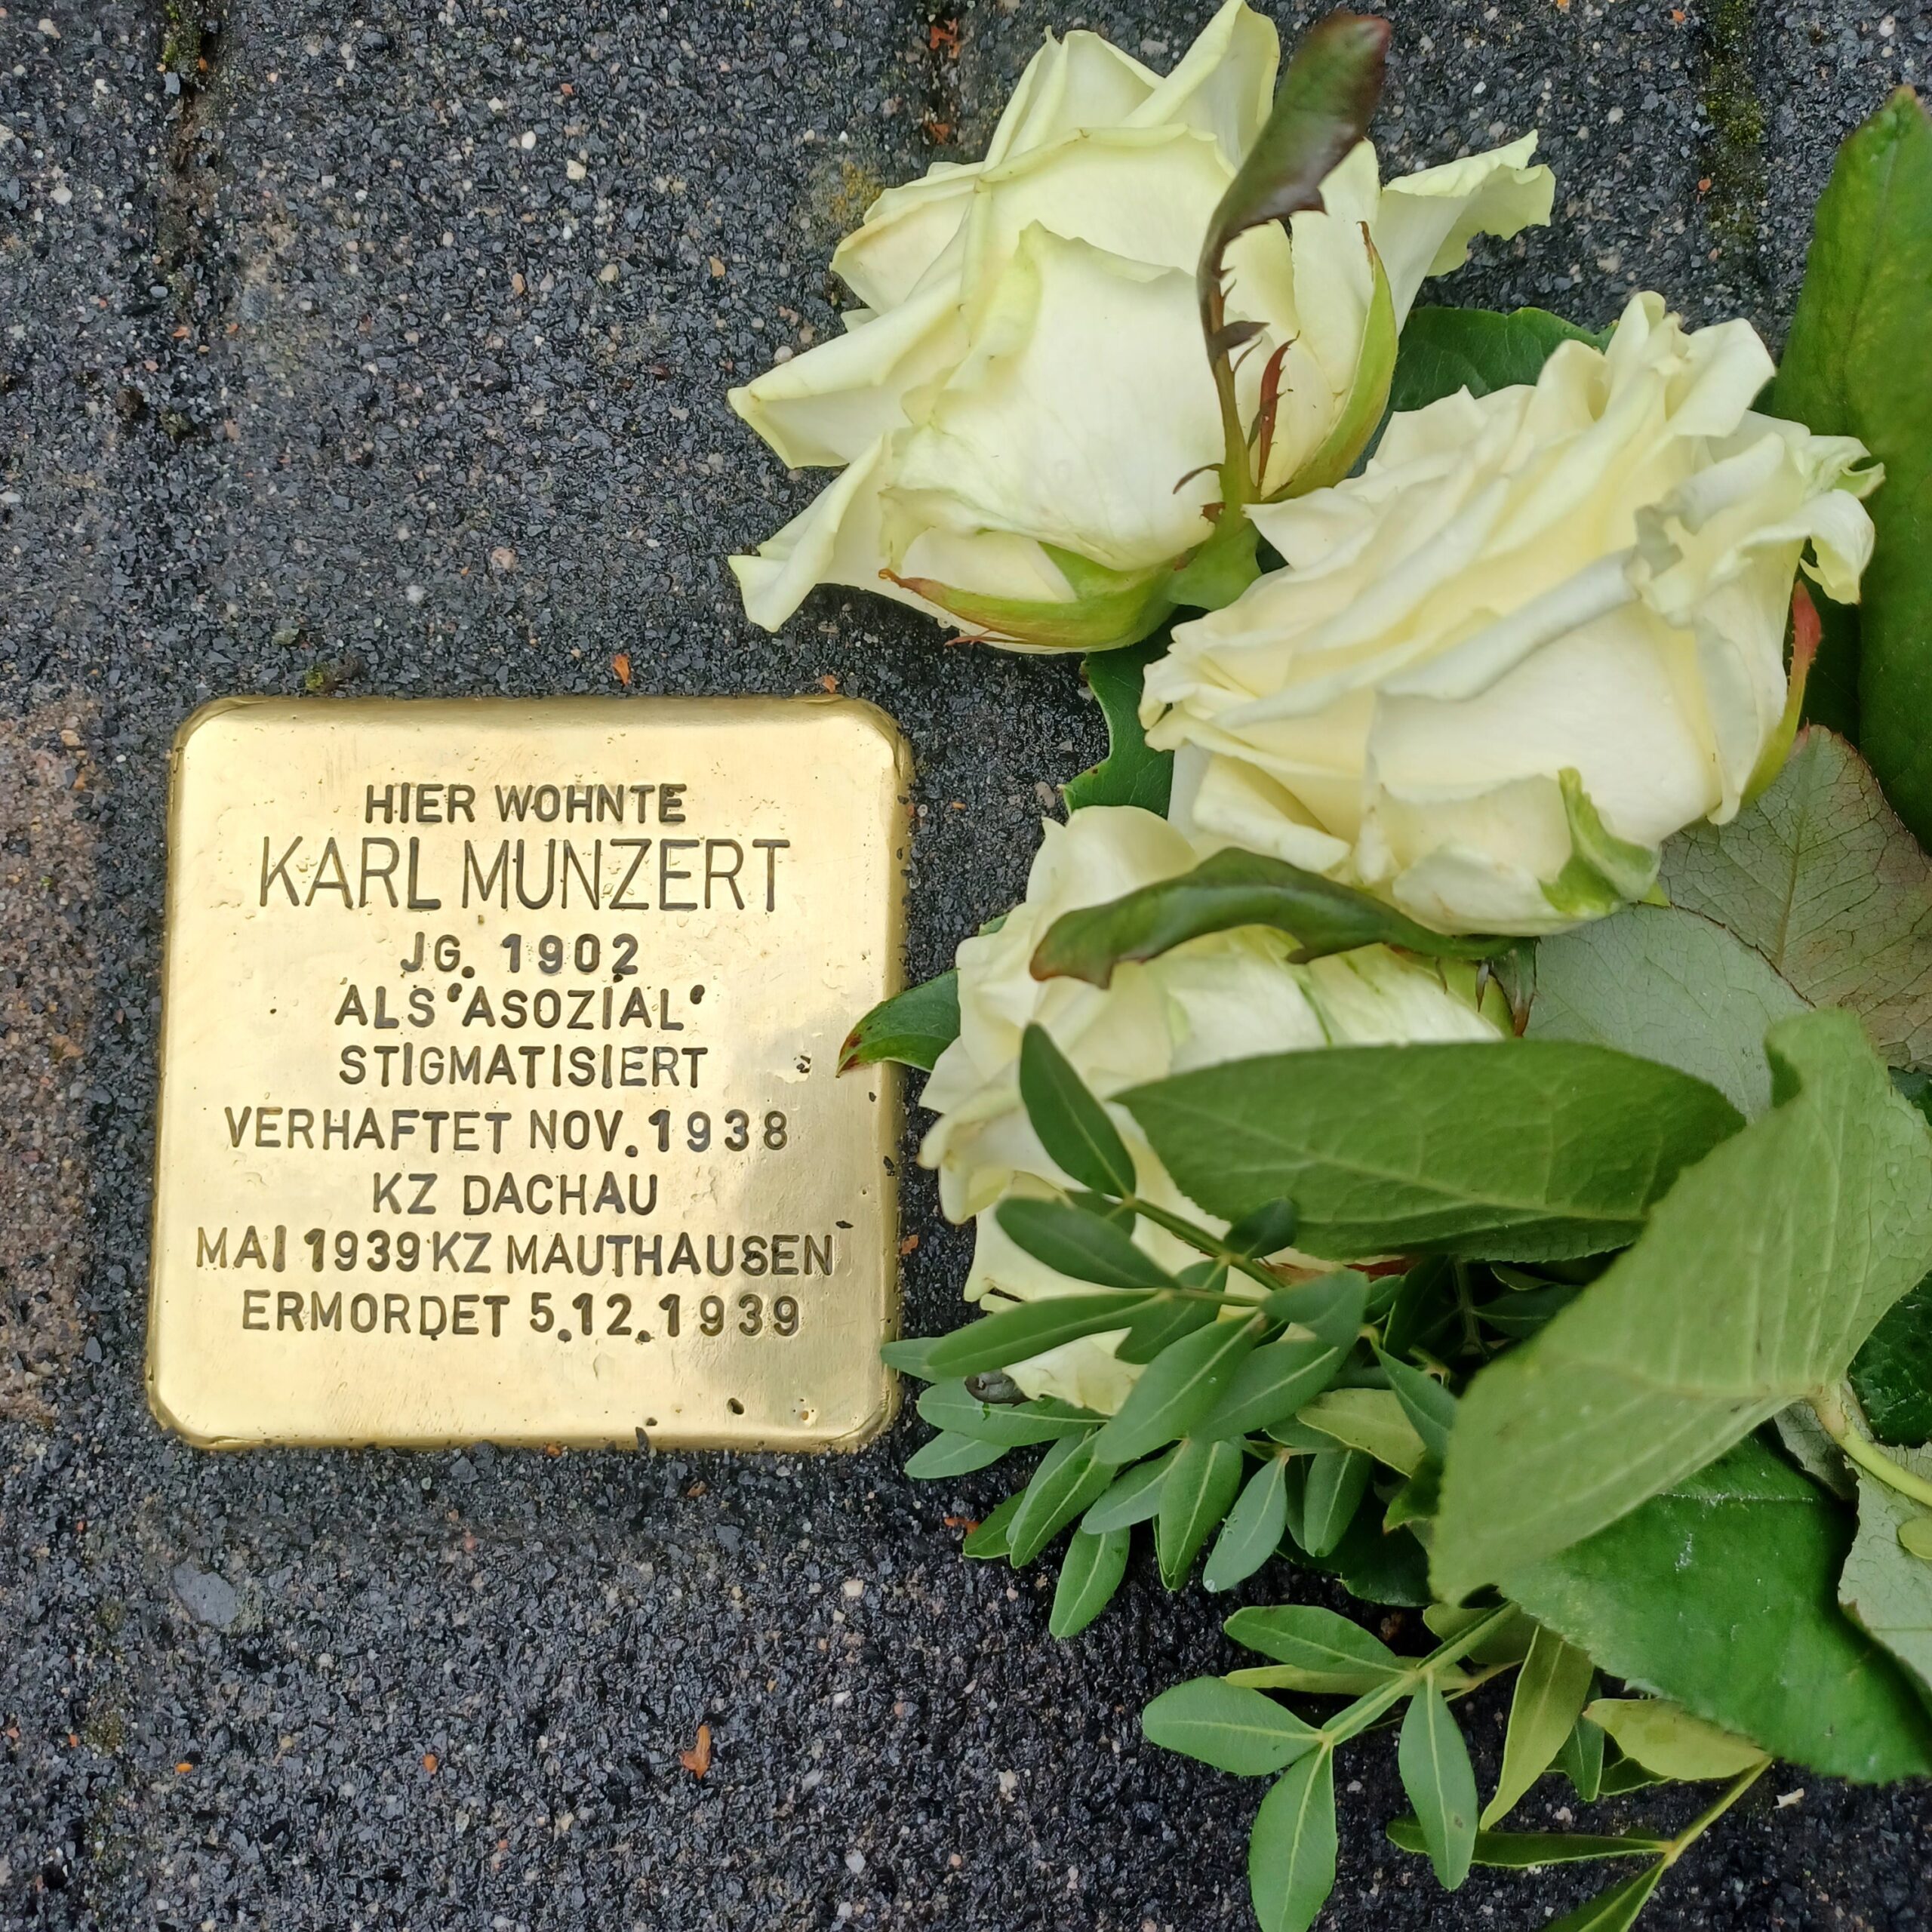 HIER WOHNTE
KARL MUNZERT
JG. 1902
ALS "ASOZIAL"
STIGMATISIERT
VERHAFTET NOV. 1938
KZ DACHAU
MAI 1939 KZ MAUTHAUSEN
ERMORDET 5.12.1939